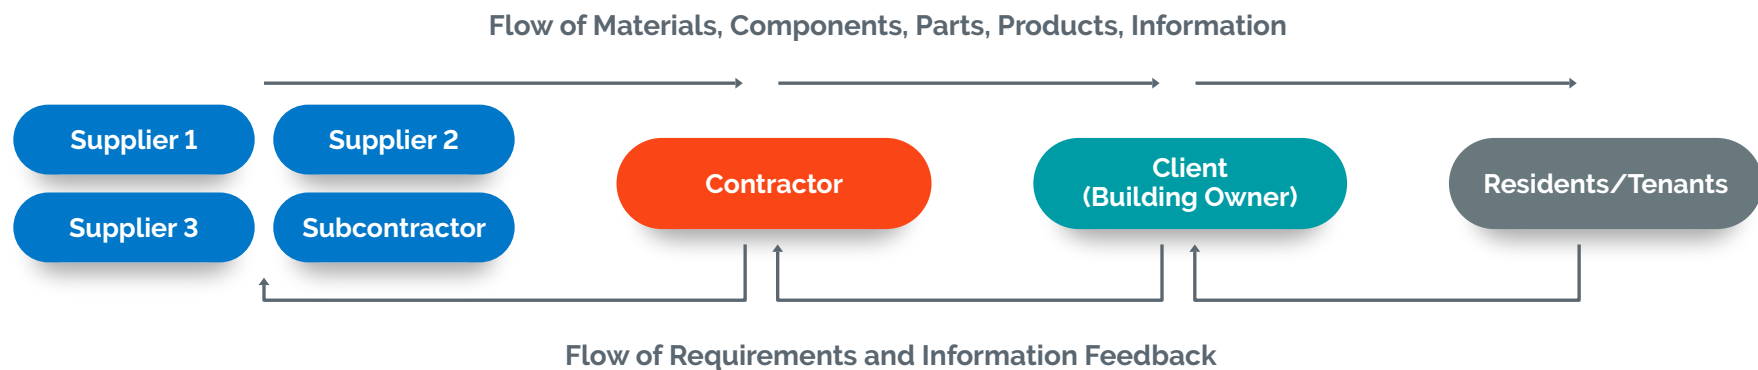 Flow of Materials, Components, Parts, Products, Information
Supplier 1
Supplier 2
Supplier 3
Subcontractor
Contractor
Client
(Building Owner)
Residents/Tenants
Flow of Requirements and Information Feedback